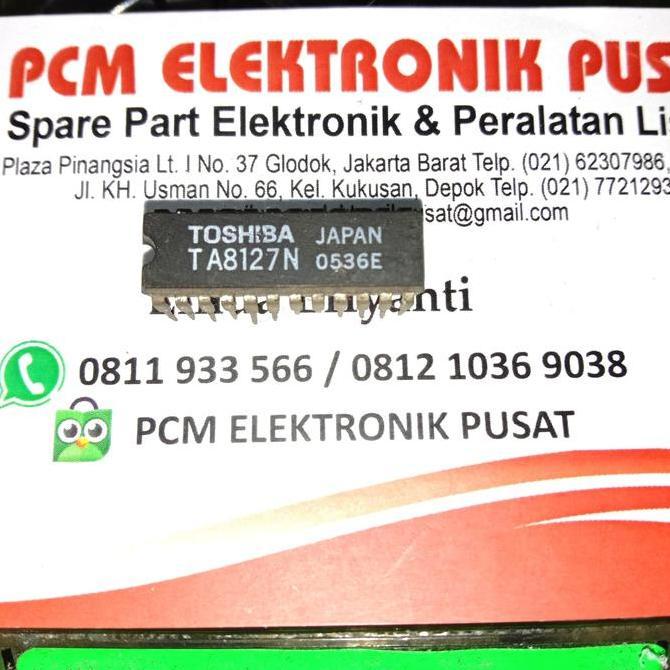 PCM ELEKTRONIK PUS
Spare Part Elektronik & Peralatan Li
Plaza Pinangsia Lt. I No. 37 Glodok, Jakarta Barat Telp. (021) 62307986,
Jl. KH. Usman No. 66, Kel. Kukusan, Depok Telp. (021) 7721293
sat@gmail.com
TOSHIBA JAPAN
TA8127N 0536E
0811 933 566 / 0812 1036 9038
PCM ELEKTRONIK PUSAT